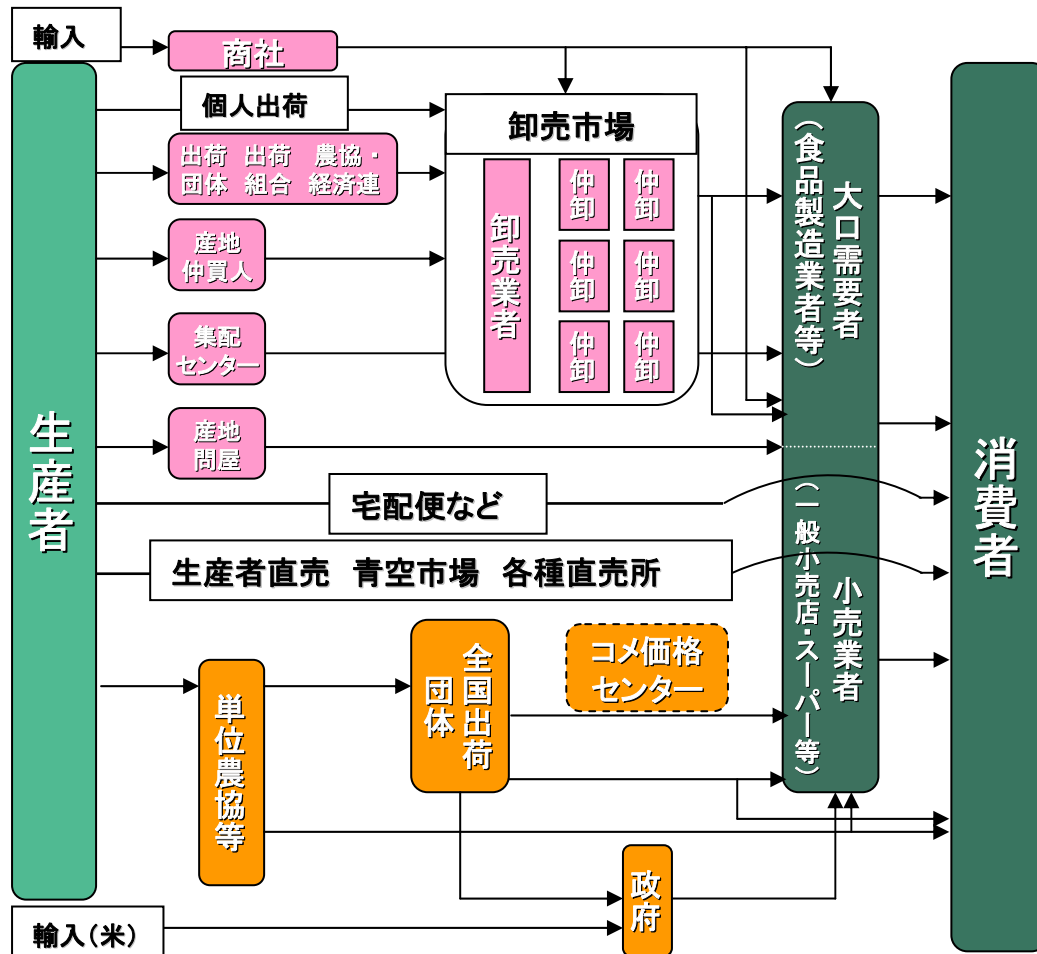 輸入
商社
個人出荷
出荷 出荷 農協・
団体 組合 経済連
産地
仲買人
集配
センター
産地
問屋
卸売市場
卸売業者
仲卸
仲卸
仲卸
仲卸
仲卸
仲卸
生産者
大口需要者
(食品製造業者等)
小売業者
(一般小売店・スーパー等)
消費者
宅配便など
生産者直売 青空市場 各種直売所
単位農協等
全国出荷
団体
コメ価格
センター
政府
輸入(米)